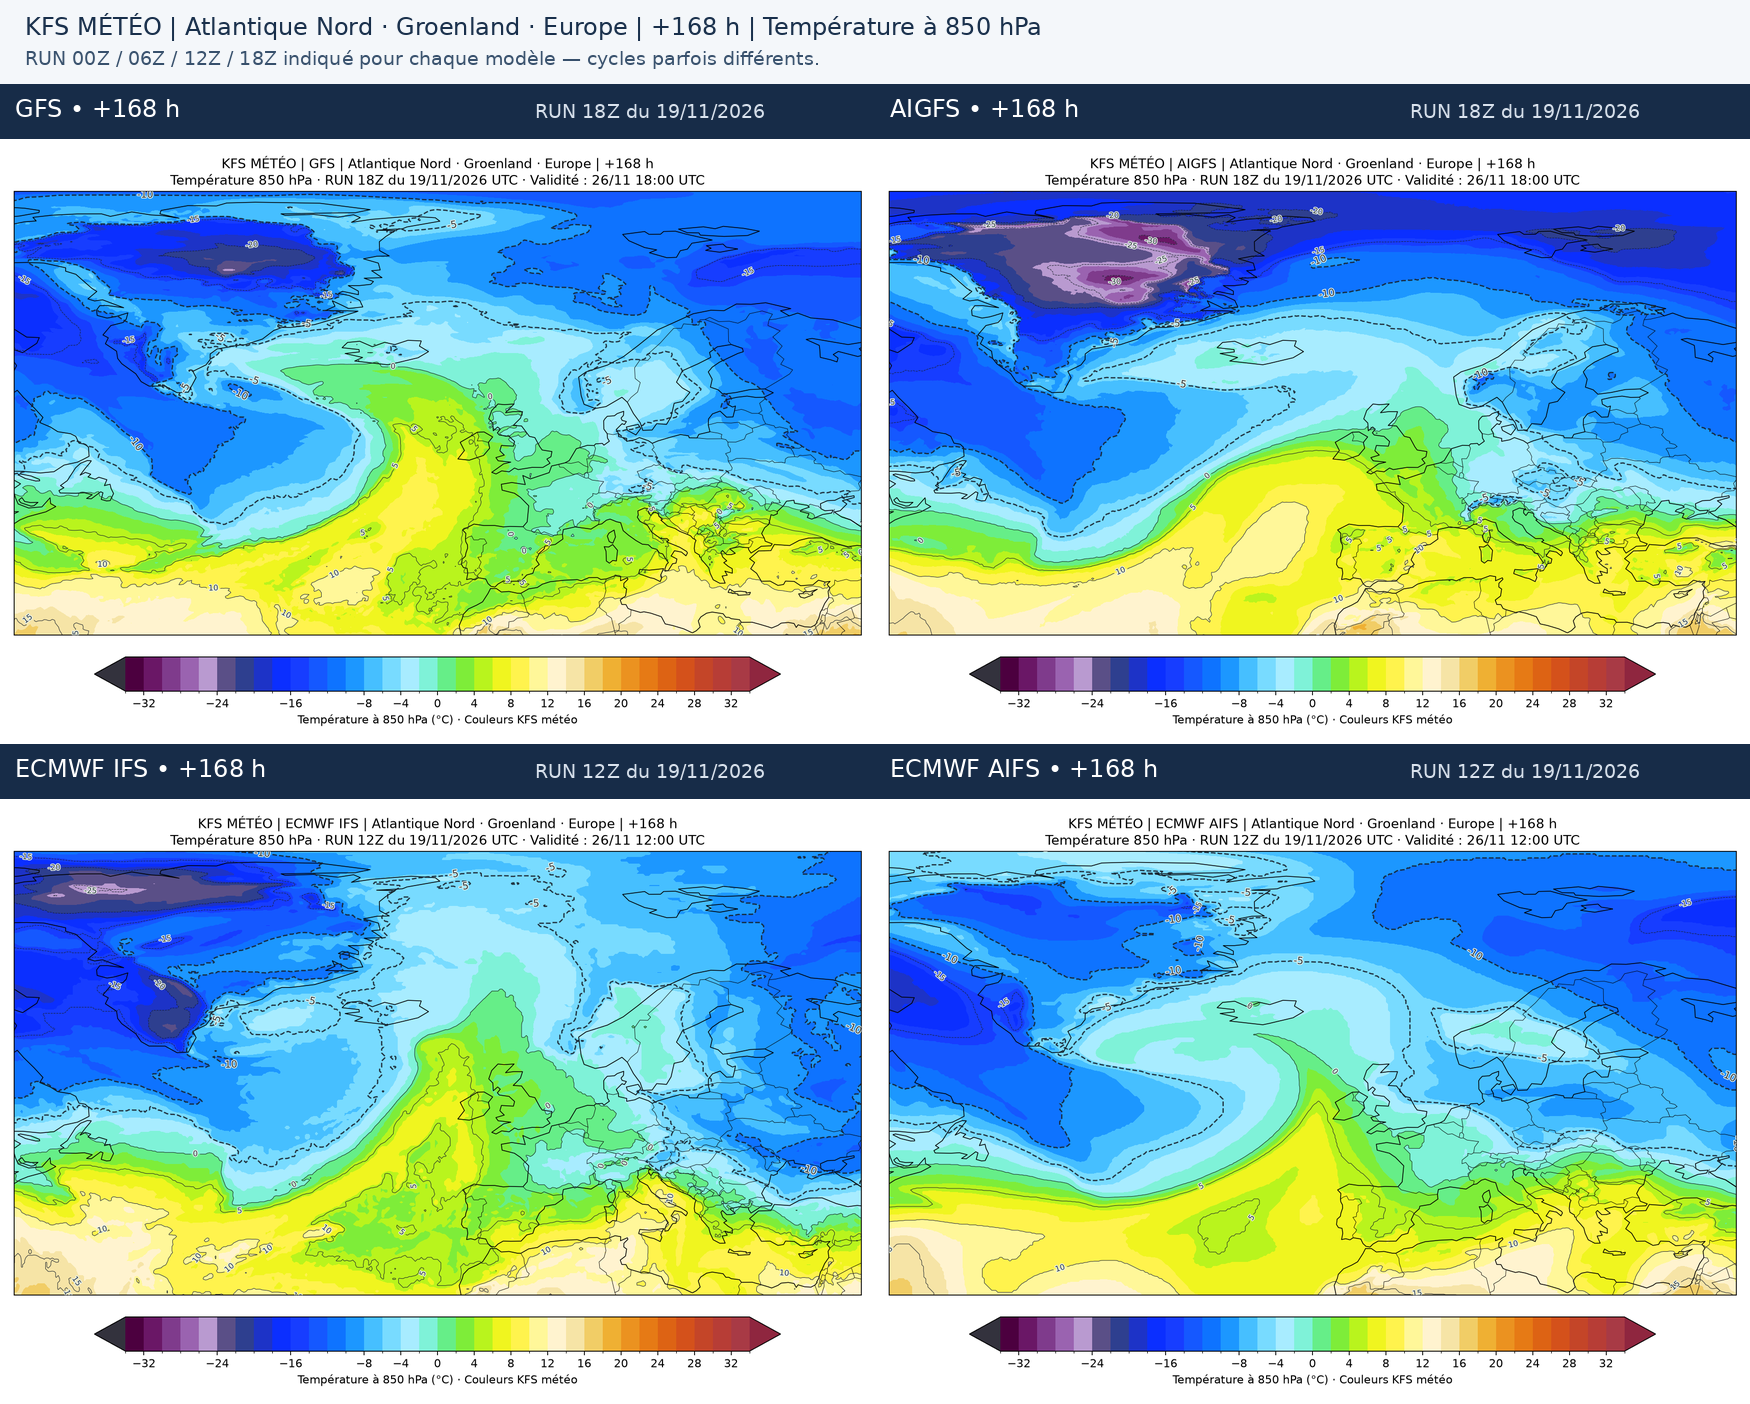 KFS MÉTÉO | Atlantique Nord · Groenland · Europe | +168 h | Température à 850 hPa
RUN 00Z / 06Z / 12Z / 18Z indiqué pour chaque modèle — cycles parfois différents.
GFS • +168 h
RUN 18Z du 19/11/2026
AIGFS • +168 h
RUN 18Z du 19/11/2026
KFS MÉTÉO | GFS | Atlantique Nord · Groenland · Europe | +168 h
Température 850 hPa · RUN 18Z du 19/11/2026 UTC · Validité : 26/11 18:00 UTC
KFS MÉTÉO | AIGFS | Atlantique Nord · Groenland · Europe | +168 h
Température 850 hPa · RUN 18Z du 19/11/2026 UTC · Validité : 26/11 18:00 UTC
−32 −24 −16 −8 −4 0 4 8 12 16 20 24 28 32
Température à 850 hPa (°C) · Couleurs KFS météo
−32 −24 −16 −8 −4 0 4 8 12 16 20 24 28 32
Température à 850 hPa (°C) · Couleurs KFS météo
ECMWF IFS • +168 h
RUN 12Z du 19/11/2026
ECMWF AIFS • +168 h
RUN 12Z du 19/11/2026
KFS MÉTÉO | ECMWF IFS | Atlantique Nord · Groenland · Europe | +168 h
Température 850 hPa · RUN 12Z du 19/11/2026 UTC · Validité : 26/11 12:00 UTC
KFS MÉTÉO | ECMWF AIFS | Atlantique Nord · Groenland · Europe | +168 h
Température 850 hPa · RUN 12Z du 19/11/2026 UTC · Validité : 26/11 12:00 UTC
−32 −24 −16 −8 −4 0 4 8 12 16 20 24 28 32
Température à 850 hPa (°C) · Couleurs KFS météo
−32 −24 −16 −8 −4 0 4 8 12 16 20 24 28 32
Température à 850 hPa (°C) · Couleurs KFS météo